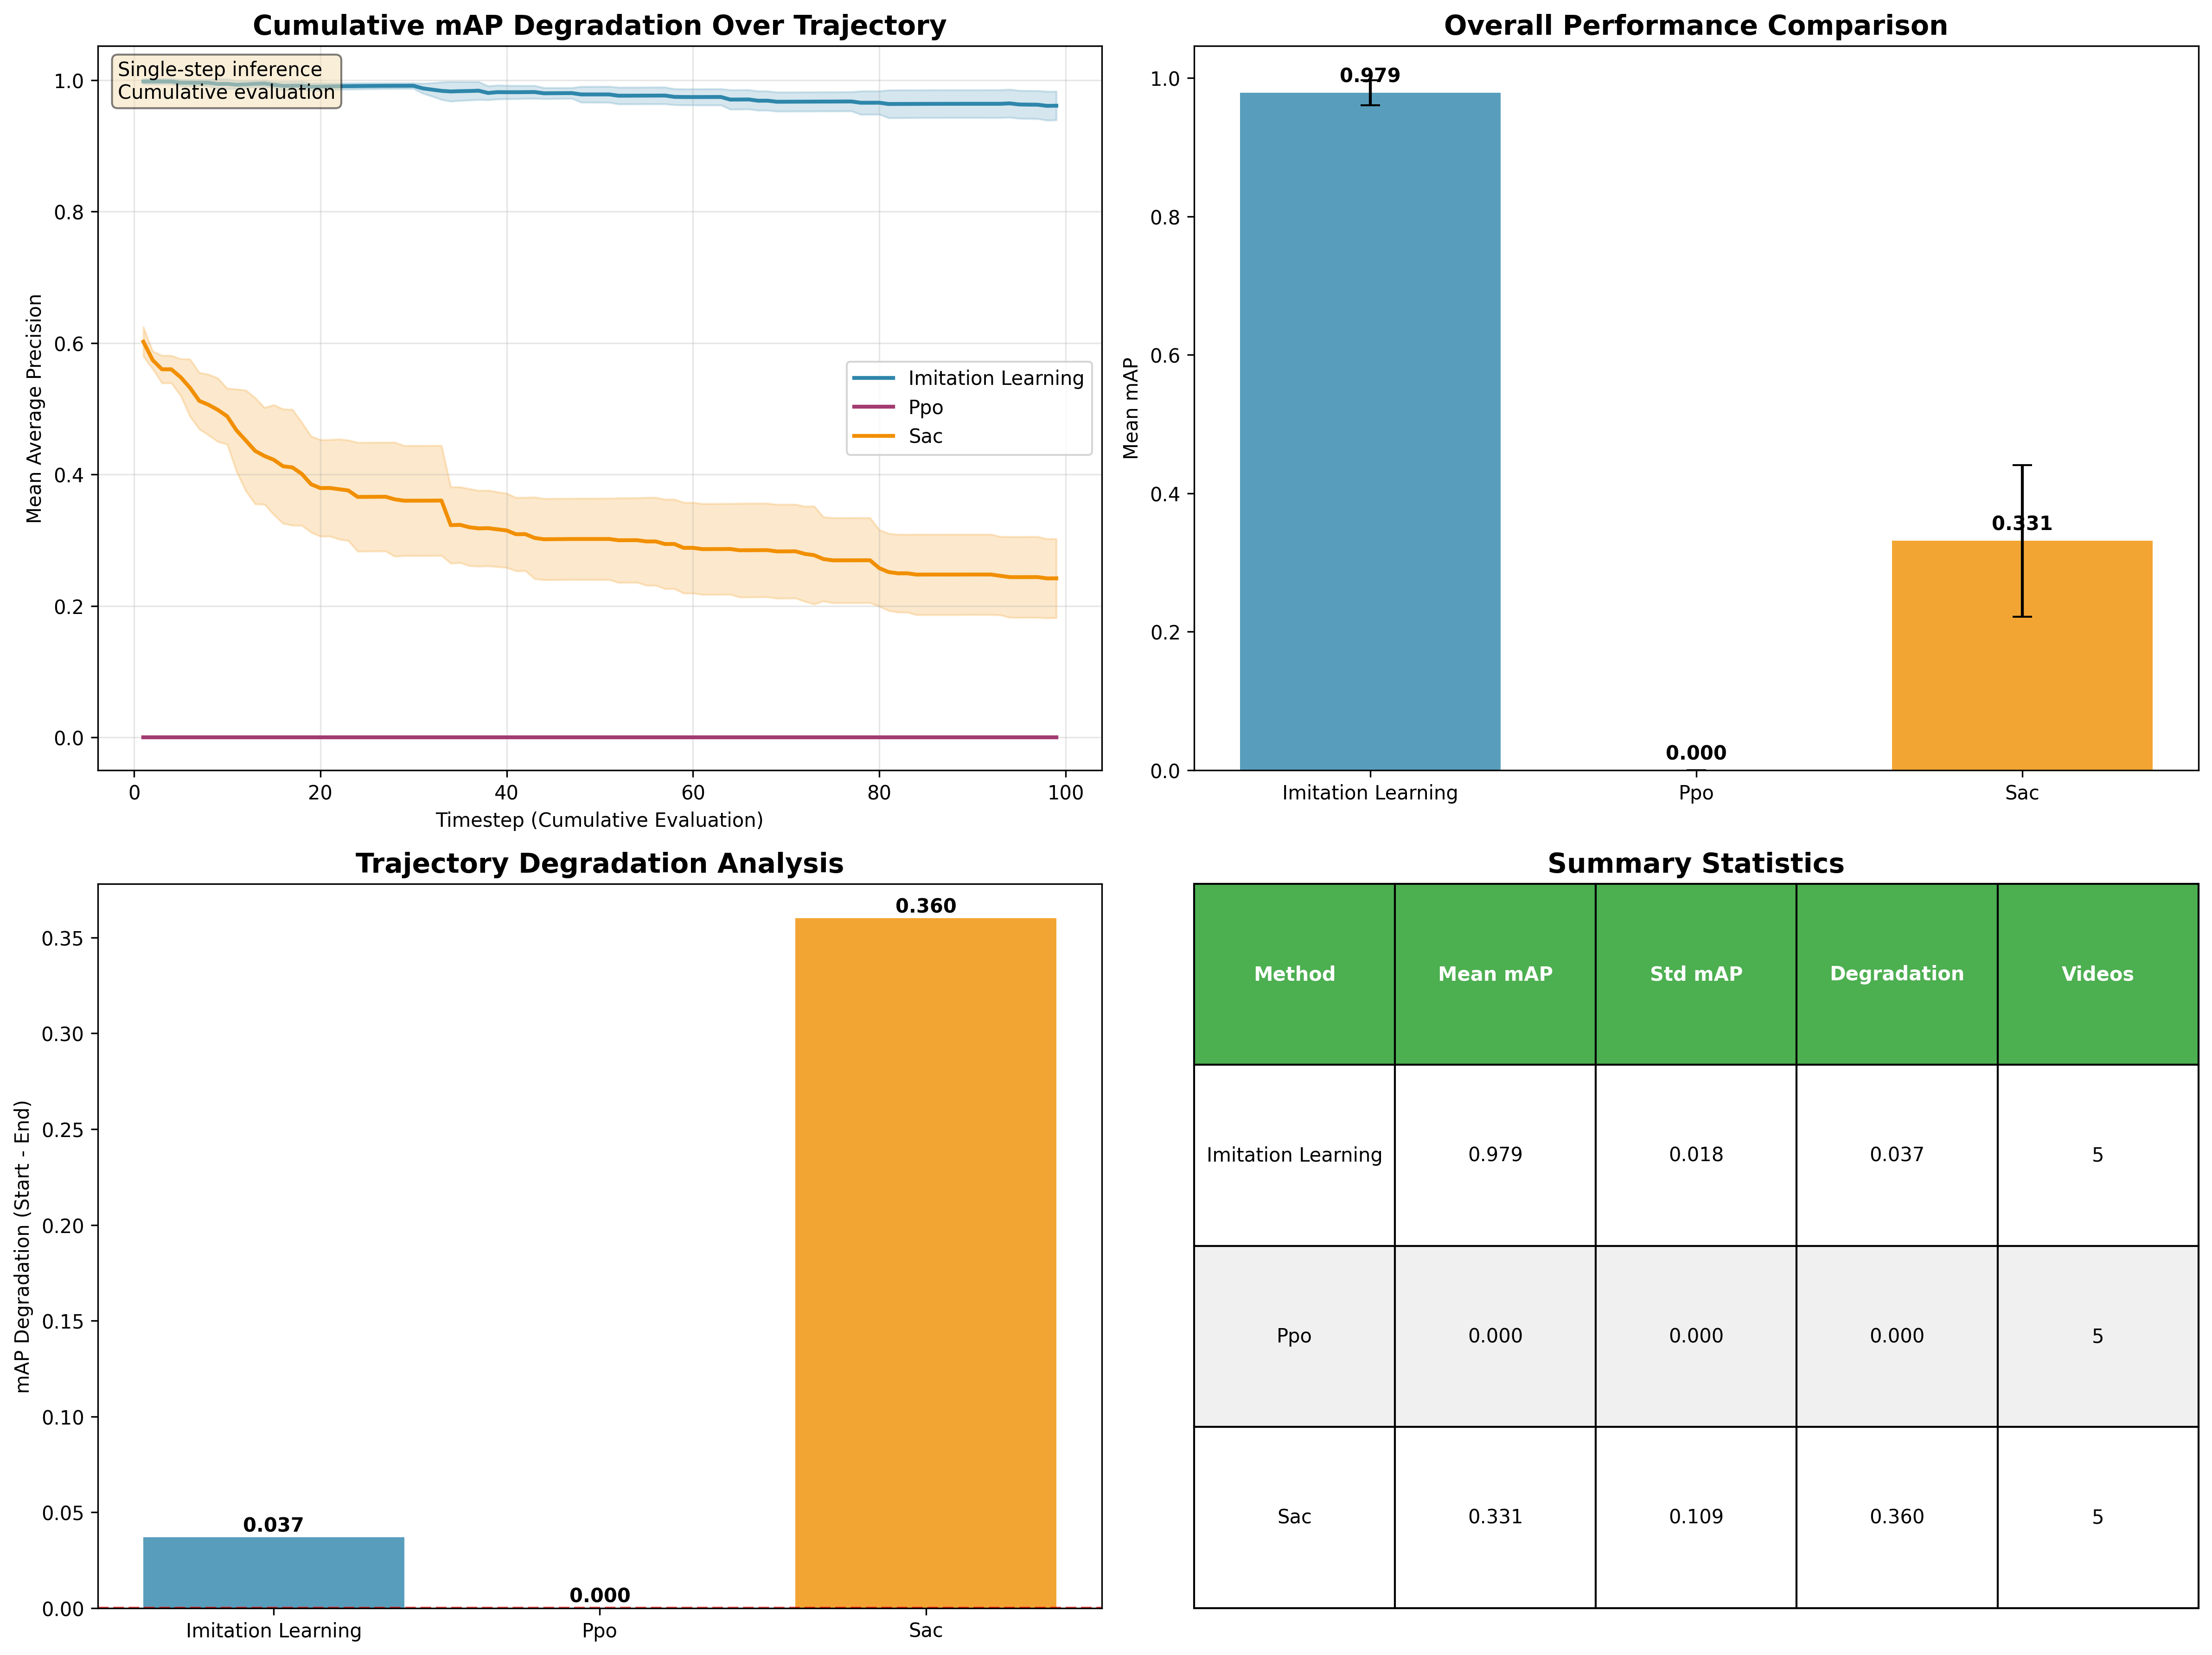 Cumulative mAP Degradation Over Trajectory
Single-step inference
Cumulative evaluation
Mean Average Precision
1.0
0.8
0.6
0.4
0.2
0.0
Imitation Learning
Ppo
Sac
0 20 40 60 80 100
Timestep (Cumulative Evaluation)
Overall Performance Comparison
Mean mAP
1.0
0.8
0.6
0.4
0.2
0.0
0.979
0.000
0.331
Imitation Learning Ppo Sac
Trajectory Degradation Analysis
mAP Degradation (Start - End)
0.35
0.30
0.25
0.20
0.15
0.10
0.05
0.00
0.037
0.000
0.360
Imitation Learning Ppo Sac
Summary Statistics
Method Mean mAP Std mAP Degradation Videos
Imitation Learning 0.979 0.018 0.037 5
Ppo 0.000 0.000 0.000 5
Sac 0.331 0.109 0.360 5